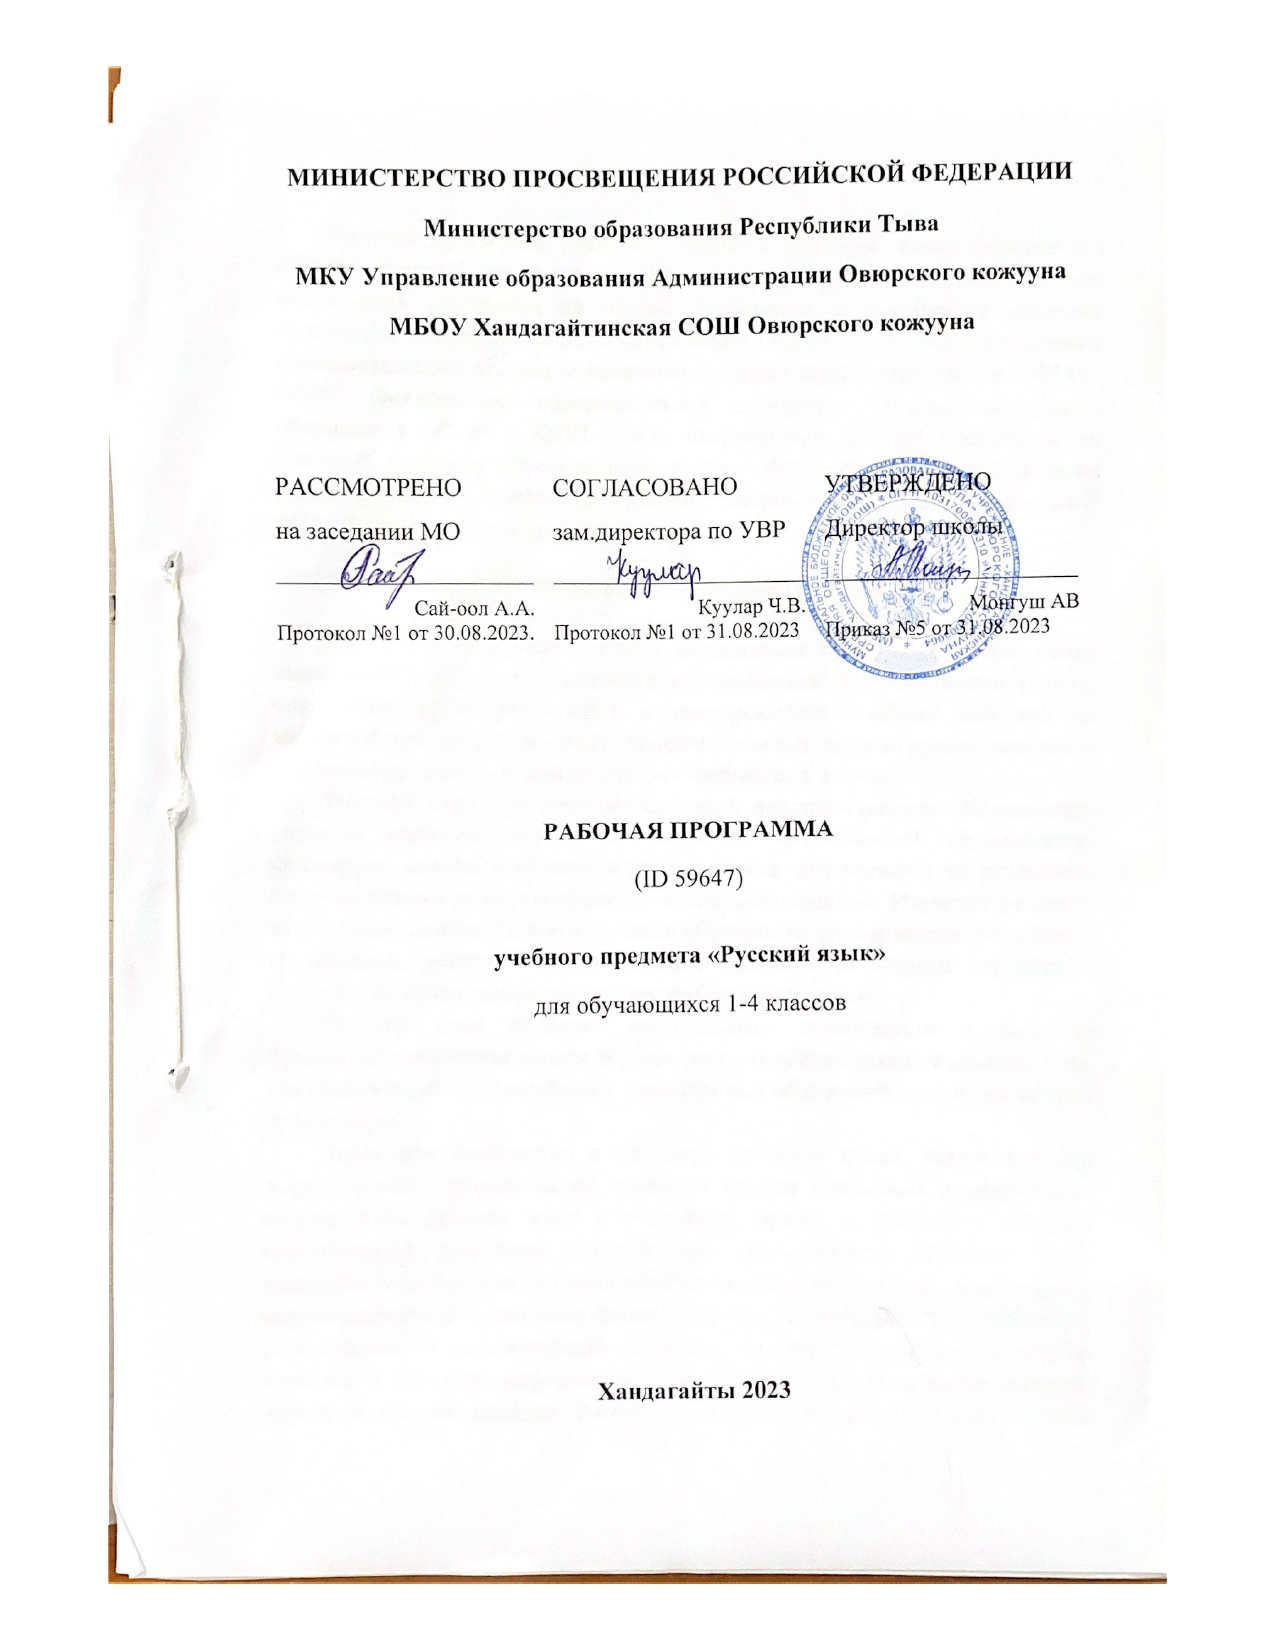 МИНИСТЕРСТВО ПРОСВЕЩЕНИЯ РОССИЙСКОЙ ФЕДЕРАЦИИ
Министерство образования Республики Тыва
МКУ Управление образования Администрации Овюрского кожууна
МБОУ Хандагайтинская СОШ Овюрского кожууна
РАССМОТРЕНО
на заседании МО
Сай-оол А.А.
Протокол №1 от 30.08.2023.
СОГЛАСОВАНО
зам.директора по УВР
Куулар
Куулар Ч.В.
Протокол №1 от 31.08.2023
УТВЕРЖДЕНО
Директор школы
Монгуш АВ
Приказ №5 от 31.08.2023
РАБОЧАЯ ПРОГРАММА
(ID 59647)
учебного предмета «Русский язык»
для обучающихся 1-4 классов
Хандагайты 2023